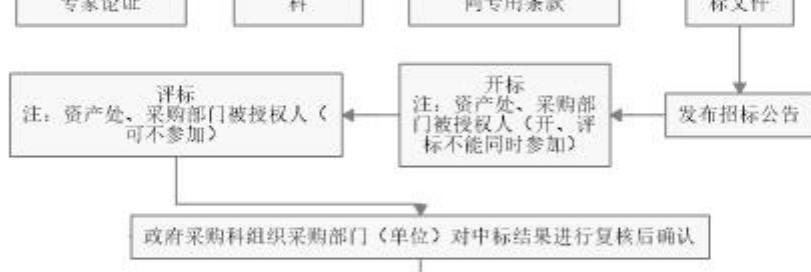 专家论证
料
同专用条款
标文件
评标
注：资产处、采购部门被授权人（
可不参加）
开标
注：资产处、采购部
门被授权人（开、评
标不能同时参加）
发布招标公告
政府采购科组织采购部门（单位）对中标结果进行复核后确认